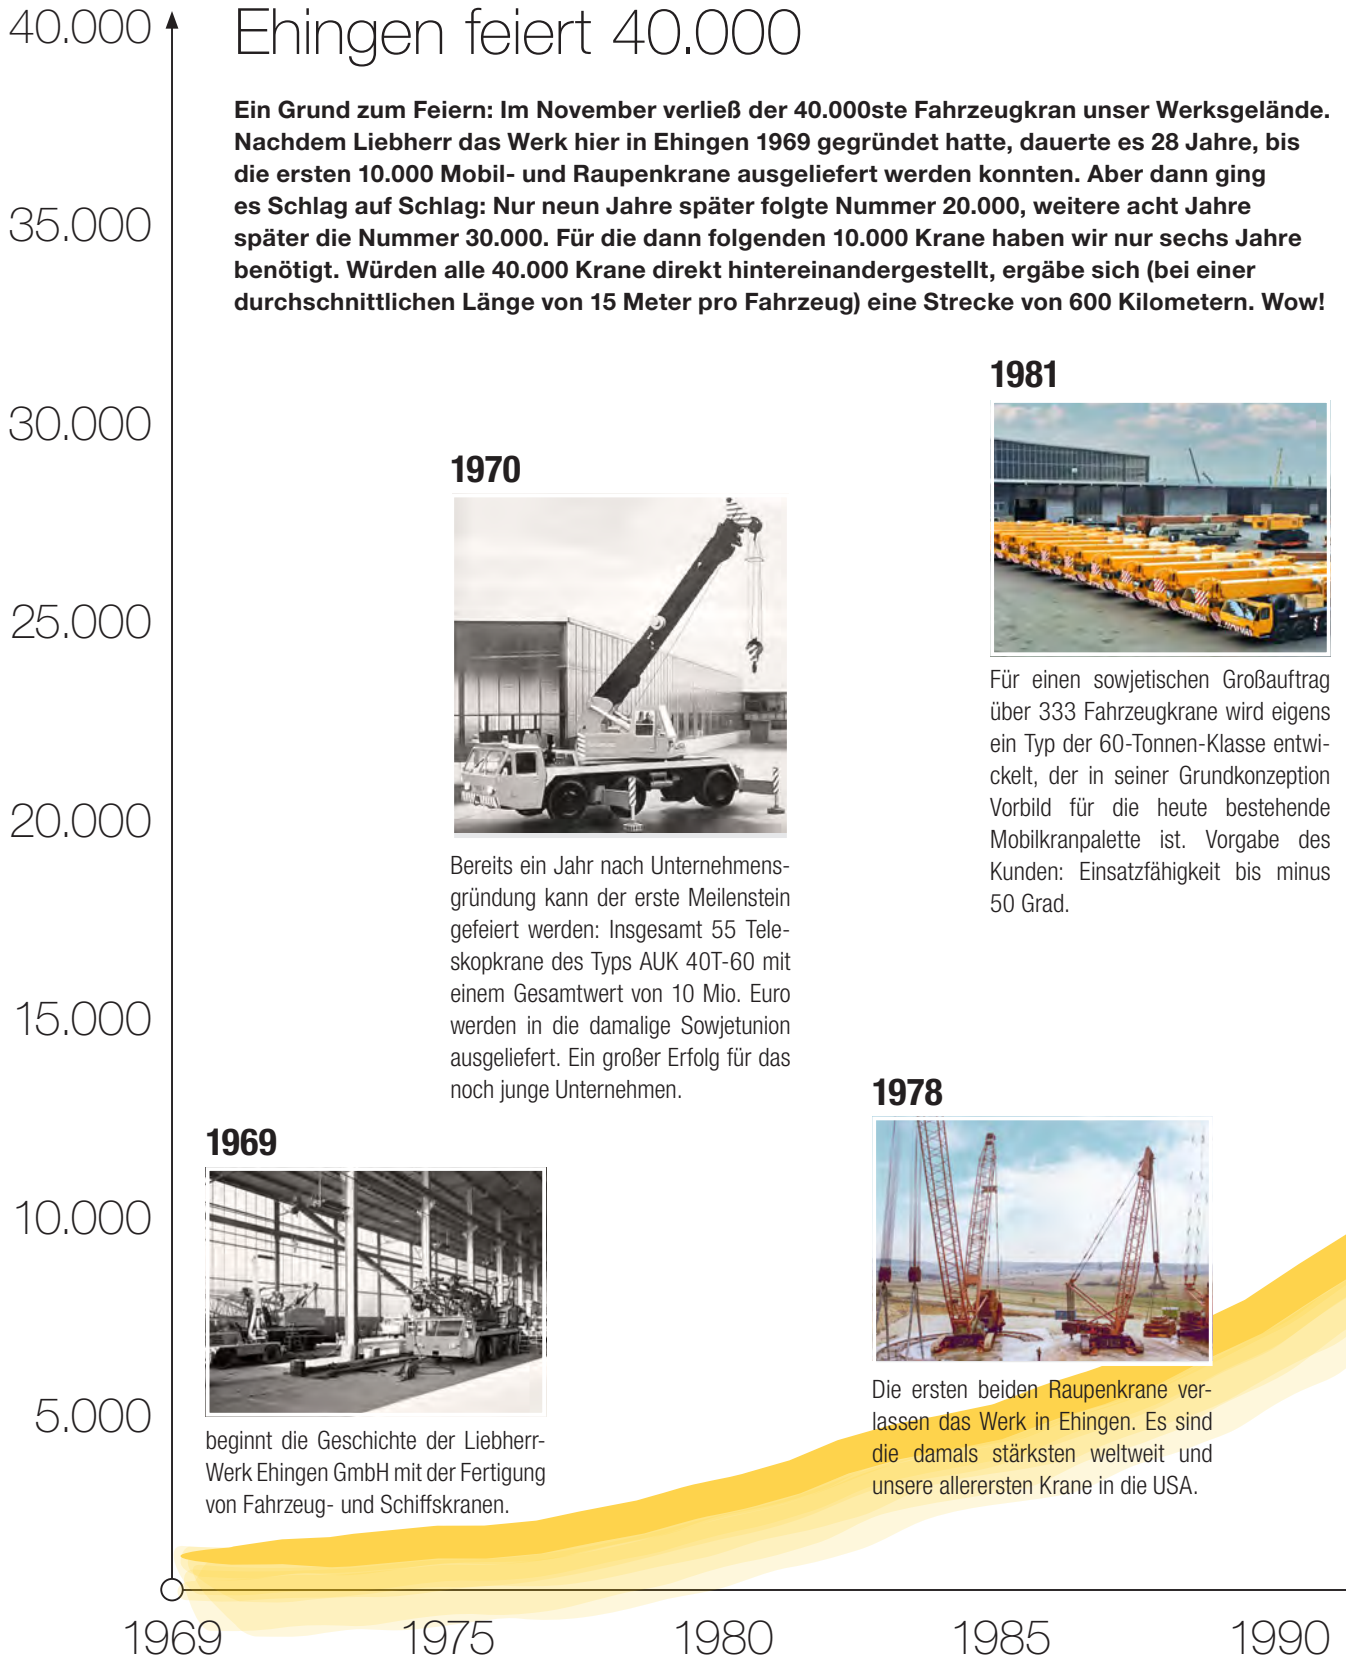 Ehingen feiert 40.000
Ein Grund zum Feiern: Im November verließ der 40.000ste Fahrzeugkran unser Werksgelände.
Nachdem Liebherr das Werk hier in Ehingen 1969 gegründet hatte, dauerte es 28 Jahre, bis
die ersten 10.000 Mobil- und Raupenkrane ausgeliefert werden konnten. Aber dann ging
es Schlag auf Schlag: Nur neun Jahre später folgte Nummer 20.000, weitere acht Jahre
später die Nummer 30.000. Für die dann folgenden 10.000 Krane haben wir nur sechs Jahre
benötigt. Würden alle 40.000 Krane direkt hintereinandergestellt, ergäbe sich (bei einer
durchschnittlichen Länge von 15 Meter pro Fahrzeug) eine Strecke von 600 Kilometern. Wow!
40.000
35.000
30.000
25.000
20.000
15.000
10.000
5.000
1969
beginnt die Geschichte der Liebherr-
Werk Ehingen GmbH mit der Fertigung
von Fahrzeug- und Schiffskranen.
1970
Bereits ein Jahr nach Unternehmens-
gründung kann der erste Meilenstein
gefeiert werden: Insgesamt 55 Tele-
skopkrane des Typs AUK 40T-60 mit
einem Gesamtwert von 10 Mio. Euro
werden in die damalige Sowjetunion
ausgeliefert. Ein großer Erfolg für das
noch junge Unternehmen.
1978
Die ersten beiden Raupenkrane ver-
lassen das Werk in Ehingen. Es sind
die damals stärksten weltweit und
unsere allerersten Krane in die USA.
1981
Für einen sowjetischen Großauftrag
über 333 Fahrzeugkrane wird eigens
ein Typ der 60-Tonnen-Klasse entwi-
ckelt, der in seiner Grundkonzeption
Vorbild für die heute bestehende
Mobilkranpalette ist. Vorgabe des
Kunden: Einsatzfähigkeit bis minus
50 Grad.
1969
1975
1980
1985
1990